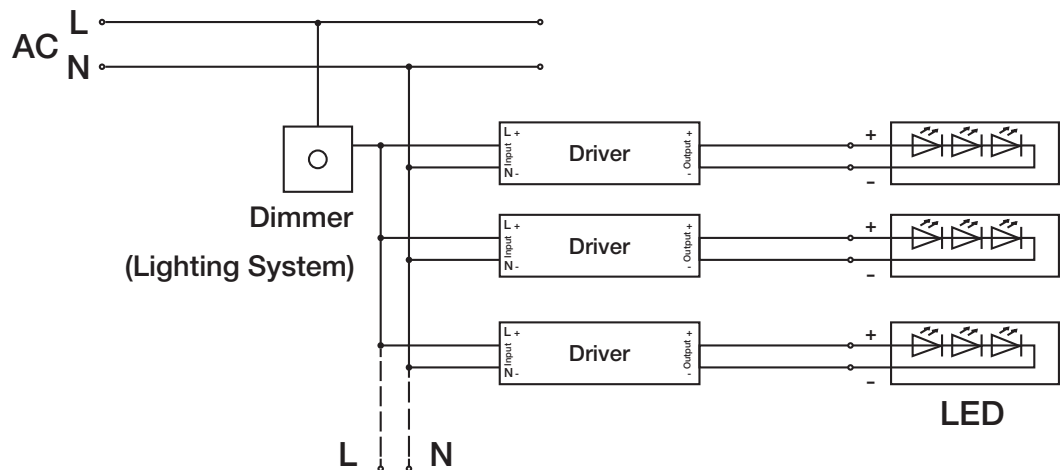 AC
L
N
Dimmer
(Lighting System)
L +
Input
N -
Driver
+
Output
-
+
-
L +
Input
N -
Driver
+
Output
-
+
-
L +
Input
N -
Driver
+
Output
-
+
-
LED
L N